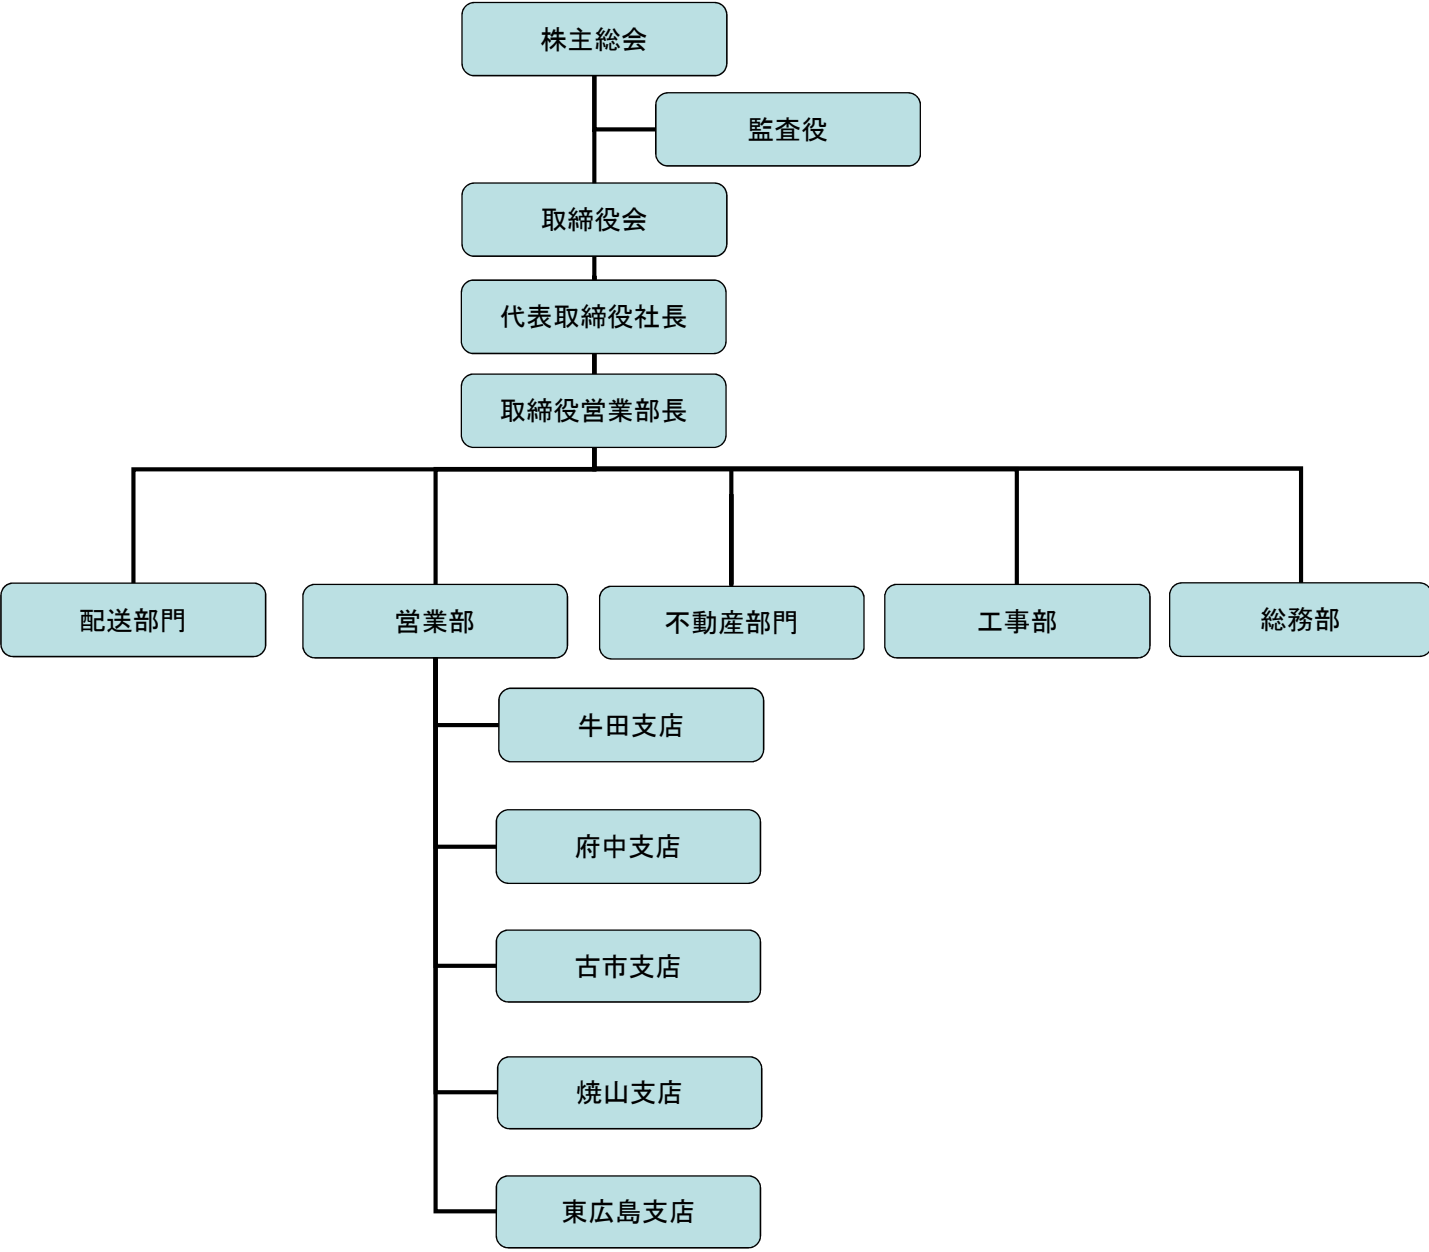 株主総会
監査役
取締役会
代表取締役社長
取締役営業部長
配送部門
営業部
不動産部門
工事部
総務部
牛田支店
府中支店
古市支店
焼山支店
東広島支店